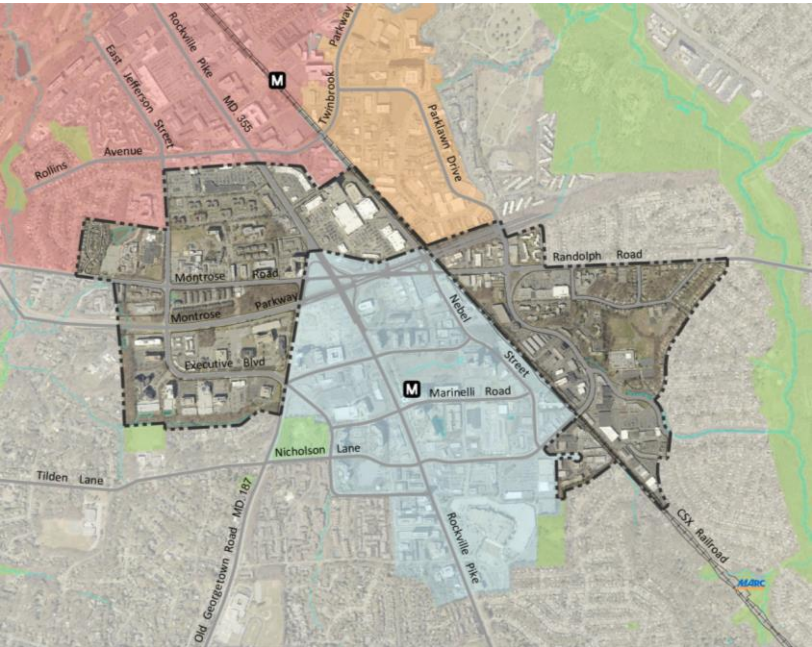 Rockville Pike MD 355
Parkway
Twinbrook
M
East Jefferson Street
Parklawn Drive
Rollins Avenue
Randolph Road
Montrose Road
Montrose Parkway
Nebel Street
Executive Blvd
M
Marinelli Road
Nicholson Lane
Tilden Lane
Old Georgetown Road MD 187
Rockville Pike
CSX Railroad
MARC